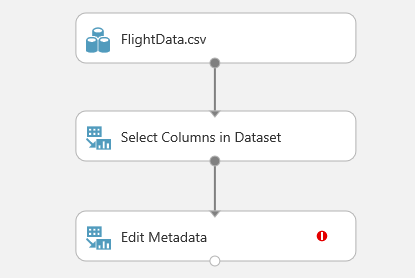 FlightData.csv
Select Columns in Dataset
Edit Metadata